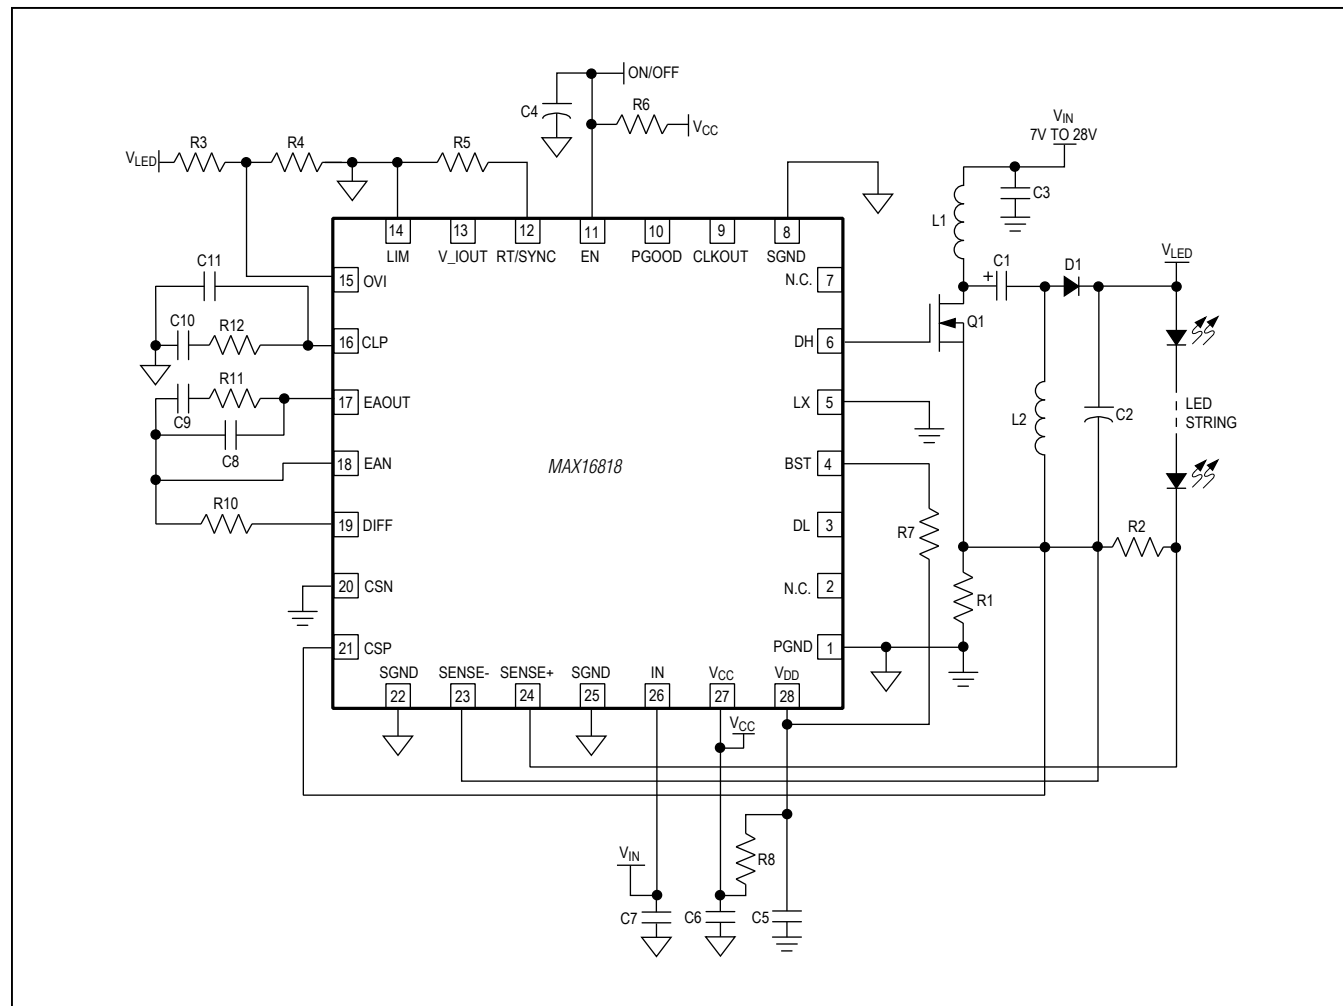 ON/OFF
C4
R6
VCC
VIN
7V TO 28V
R3
R4
R5
VLED
C3
L1
14
13
12
11
10
9
8
LIM
V_IOUT
RT/SYNC
EN
PGOOD
CLKOUT
SGND
VLED
C11
15
OVI
N.C.
7
+
C1
D1
C10
R12
16
CLP
DH
6
Q1
R11
C9
17
EAOUT
LX
5
L2
C2
LED
STRING
C8
18
EAN
MAX16818
BST
4
R10
19
DIFF
DL
3
R7
R2
20
CSN
N.C.
2
R1
21
CSP
PGND
1
SGND
SENSE-
SENSE+
SGND
IN
VCC
VDD
22
23
24
25
26
27
28
VCC
VIN
R8
C7
C6
C5